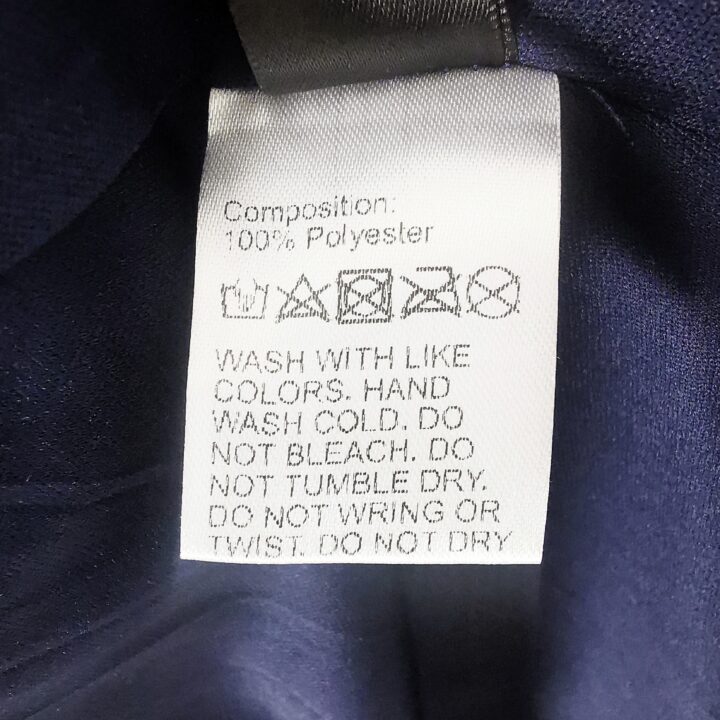 Composition:
100% Polyester
WASH WITH LIKE
COLORS. HAND
WASH COLD. DO
NOT BLEACH. DO
NOT TUMBLE DRY.
DO NOT WRING OR
TWIST. DO NOT DRY